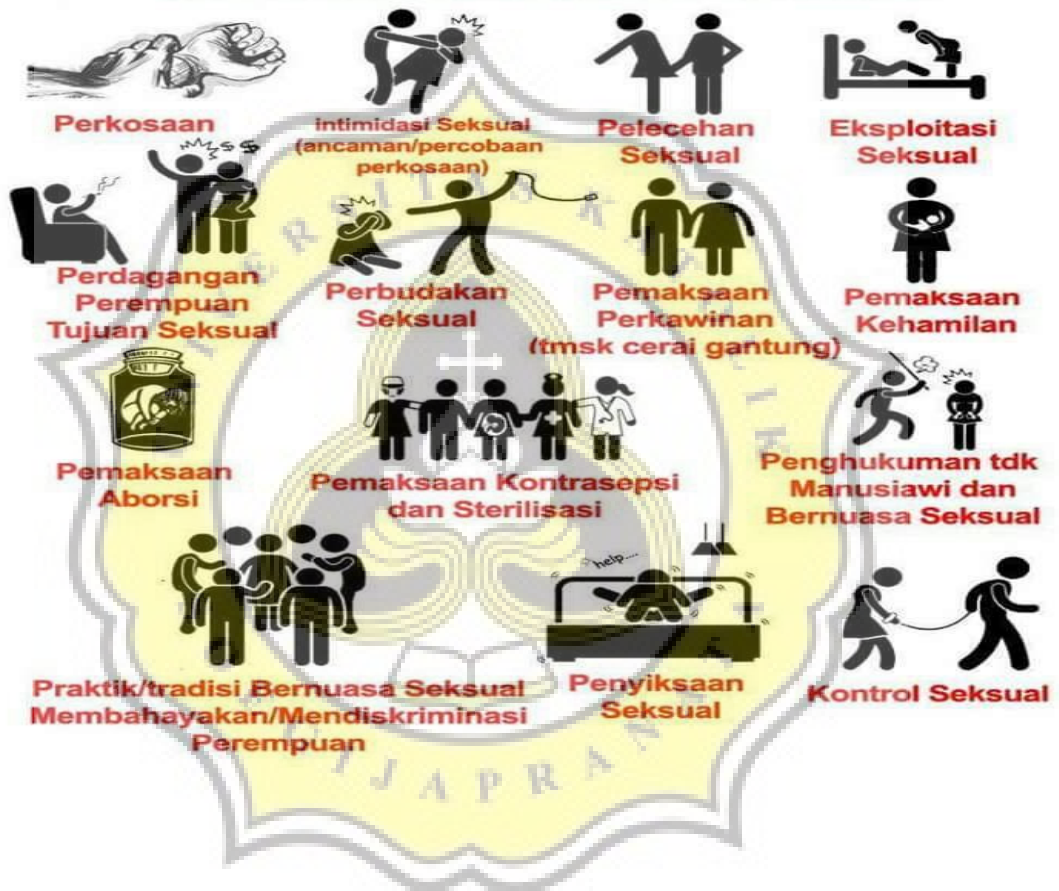 Perkosaan
intimidasi Seksual
(ancaman/percobaan
perkosaan)
Pelecehan
Seksual
Eksploitasi
Seksual
$ $
Perdagangan
Perempuan
Tujuan Seksual
Perbudakan
Seksual
Pemaksaan
Perkawinan
(tmsk cerai gantung)
Pemaksaan
Kehamilan
Pemaksaan
Aborsi
Pemaksaan Kontrasepsi
dan Sterilisasi
Penghukuman tdk
Manusiawi dan
Bernuasa Seksual
Praktik/tradisi Bernuasa Seksual
Membahayakan/Mendiskriminasi
Perempuan
help....
Penyiksaan
Seksual
Kontrol Seksual